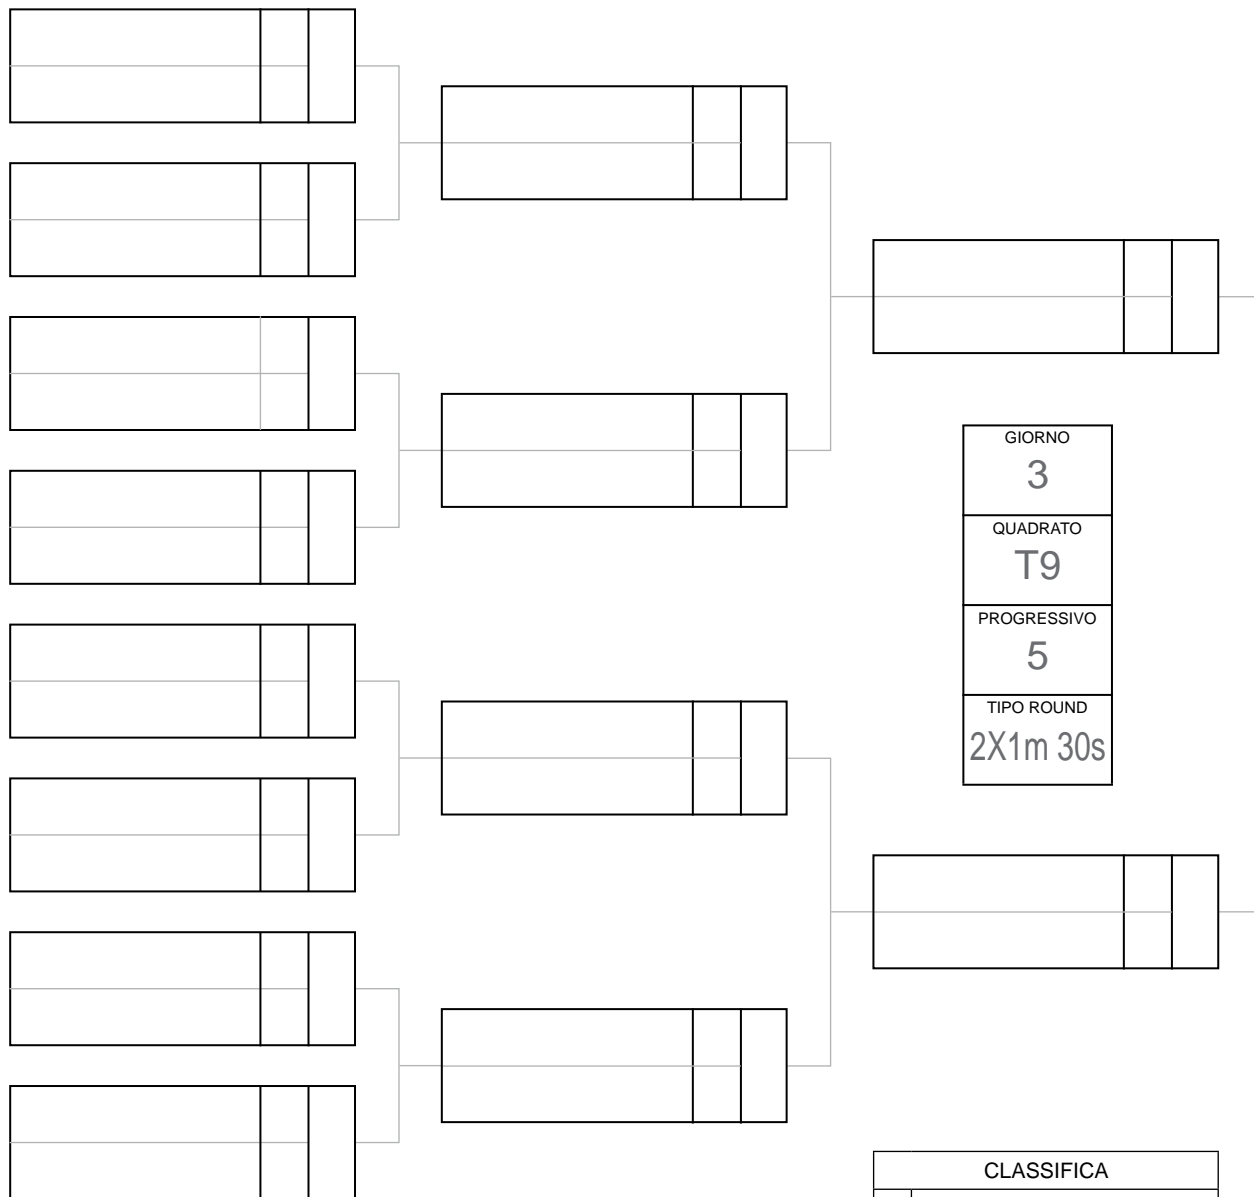 GIORNO
3
QUADRATO
T9
PROGRESSIVO
5
TIPO ROUND
2X1m 30s
CLASSIFICA